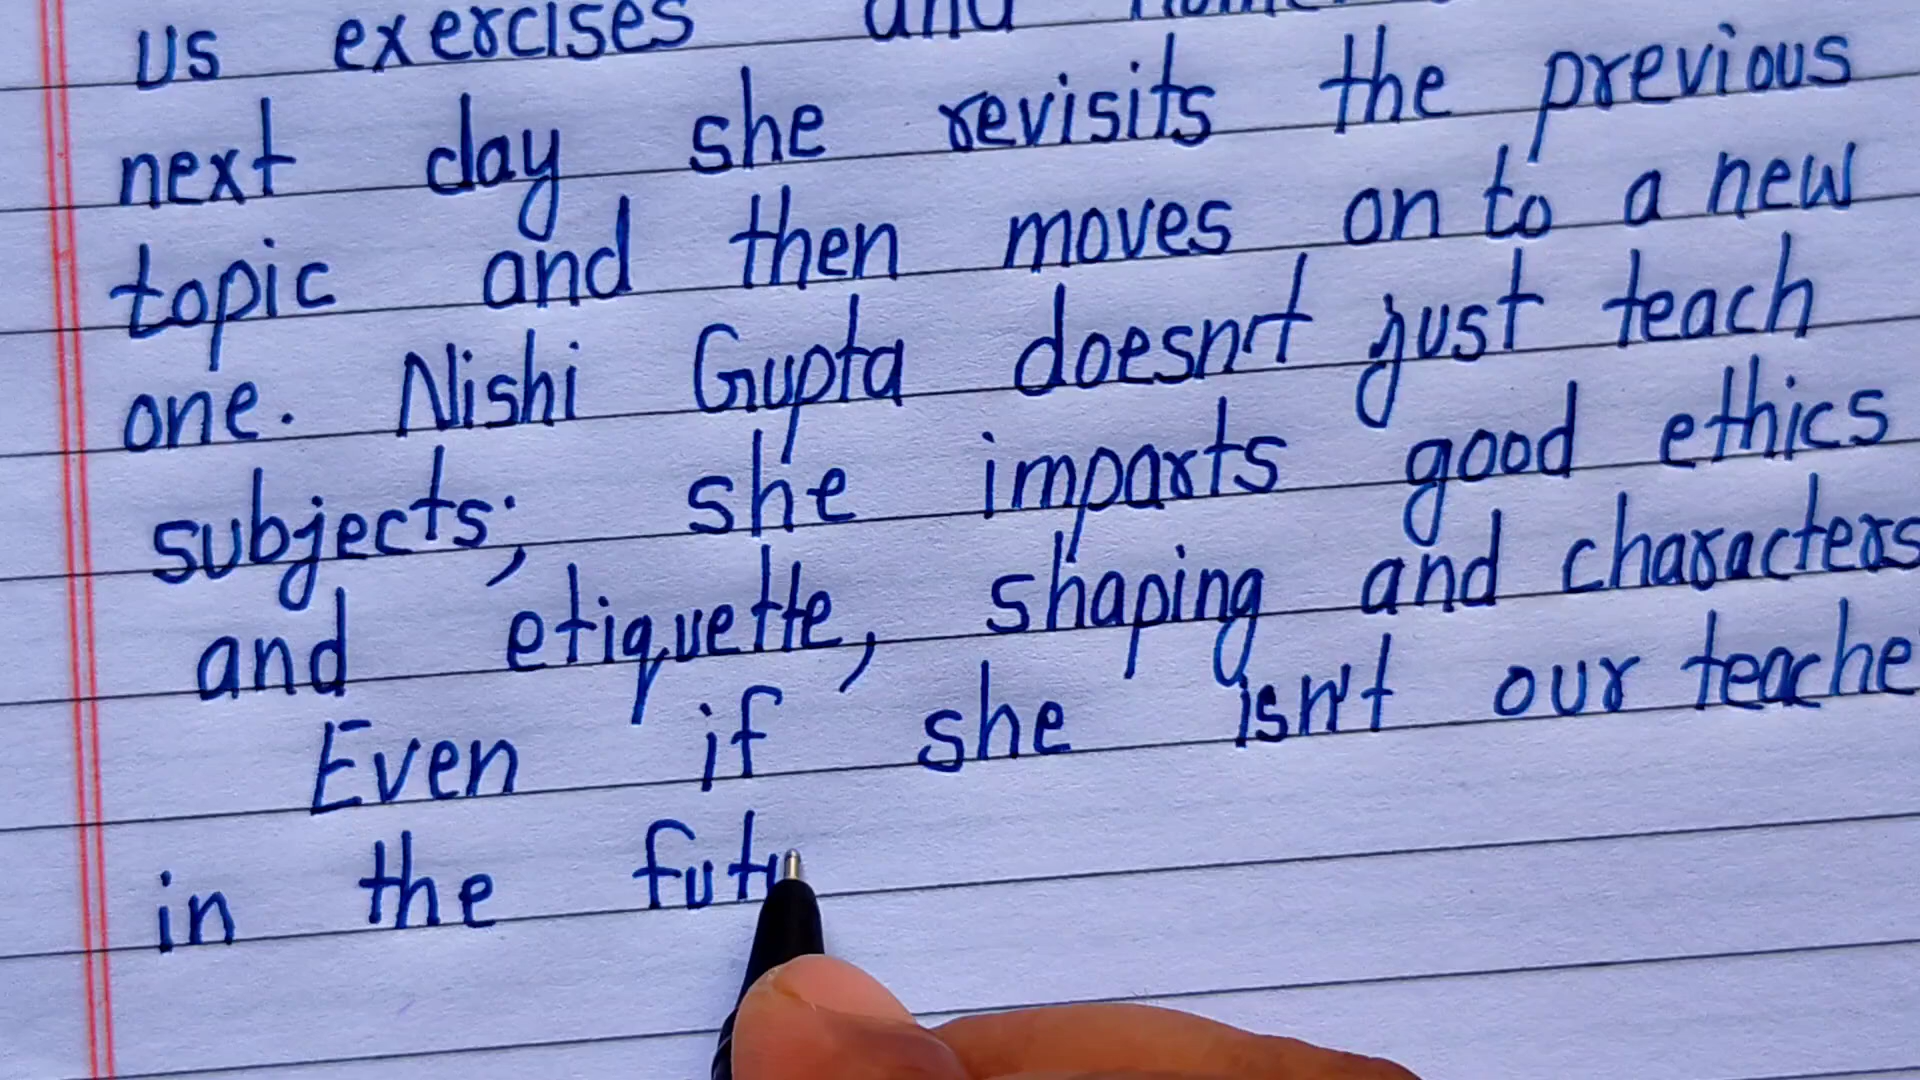 us exercises and
next day she revisits the previous
topic and then moves on to a new
one. Nishi Gupta doesn't just teach
subjects; she imparts good ethics
and etiquette, shaping and characters
Even if she isn't our teache
in the futu